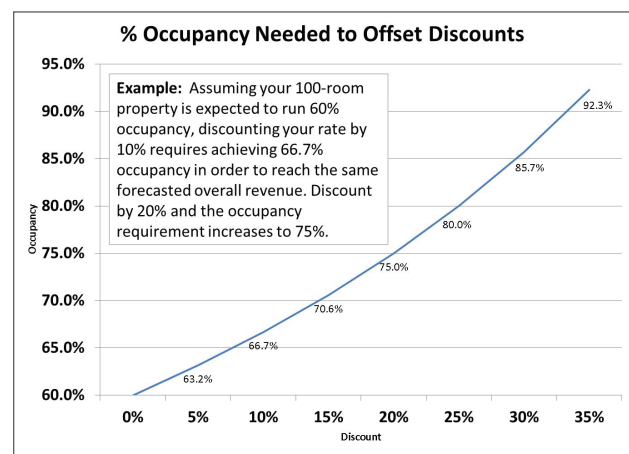 % Occupancy Needed to Offset Discounts
95.0%
90.0%
85.0%
80.0%
75.0%
70.0%
65.0%
60.0%
Occupancy
Example: Assuming your 100-room
property is expected to run 60%
occupancy, discounting your rate by
10% requires achieving 66.7%
occupancy in order to reach the same
forecasted overall revenue. Discount
by 20% and the occupancy
requirement increases to 75%.
63.2%
66.7%
70.6%
75.0%
80.0%
85.7%
92.3%
0% 5% 10% 15% 20% 25% 30% 35%
Discount